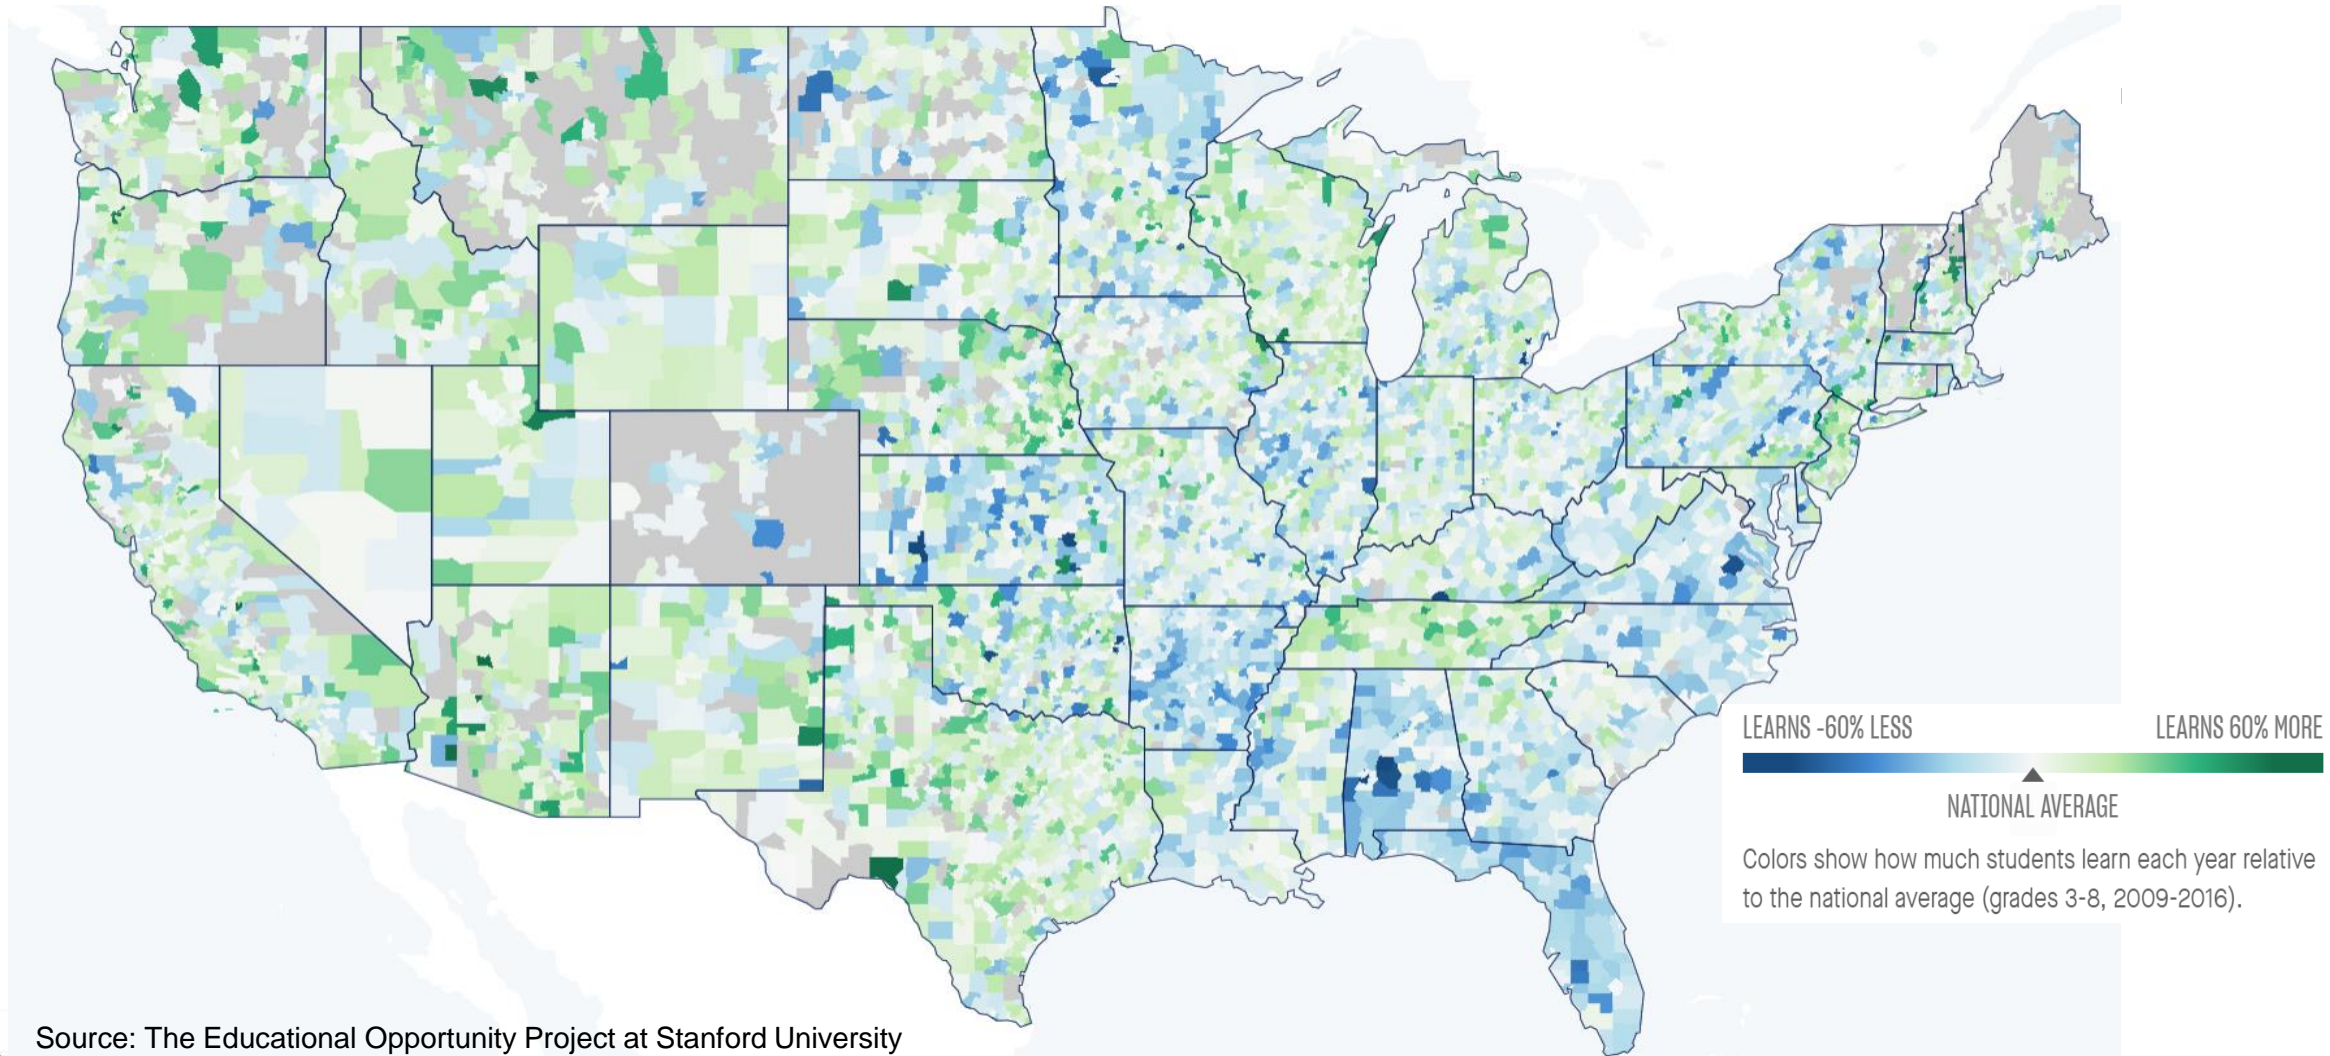 LEARNS -60% LESS
LEARNS 60% MORE
NATIONAL AVERAGE
Colors show how much students learn each year relative
to the national average (grades 3-8, 2009-2016).
Source: The Educational Opportunity Project at Stanford University